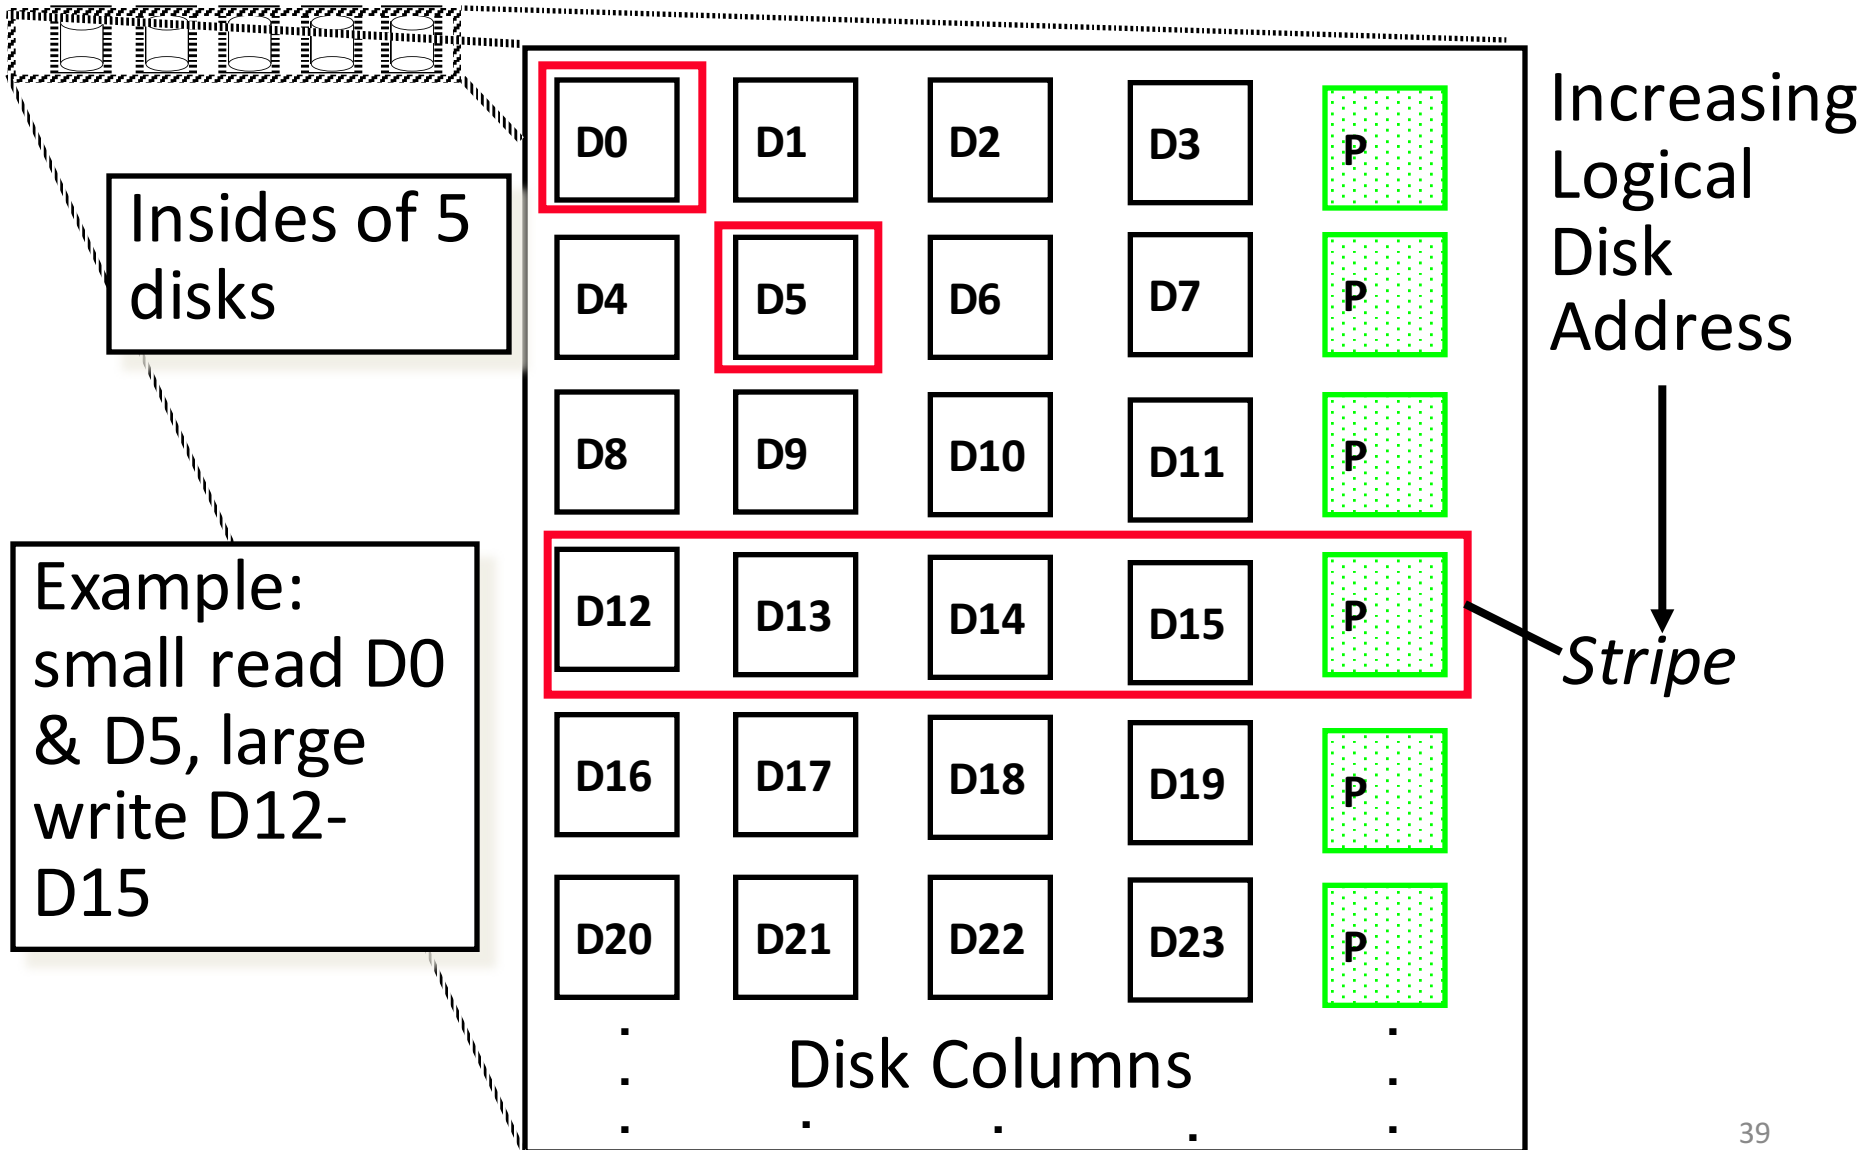 Insides of 5
disks
Example:
small read D0
& D5, large
write D12-
D15
D0 D1 D2 D3 P
D4 D5 D6 D7 P
D8 D9 D10 D11 P
D12 D13 D14 D15 P
D16 D17 D18 D19 P
D20 D21 D22 D23 P
Disk Columns
Increasing
Logical
Disk
Address
Stripe
39